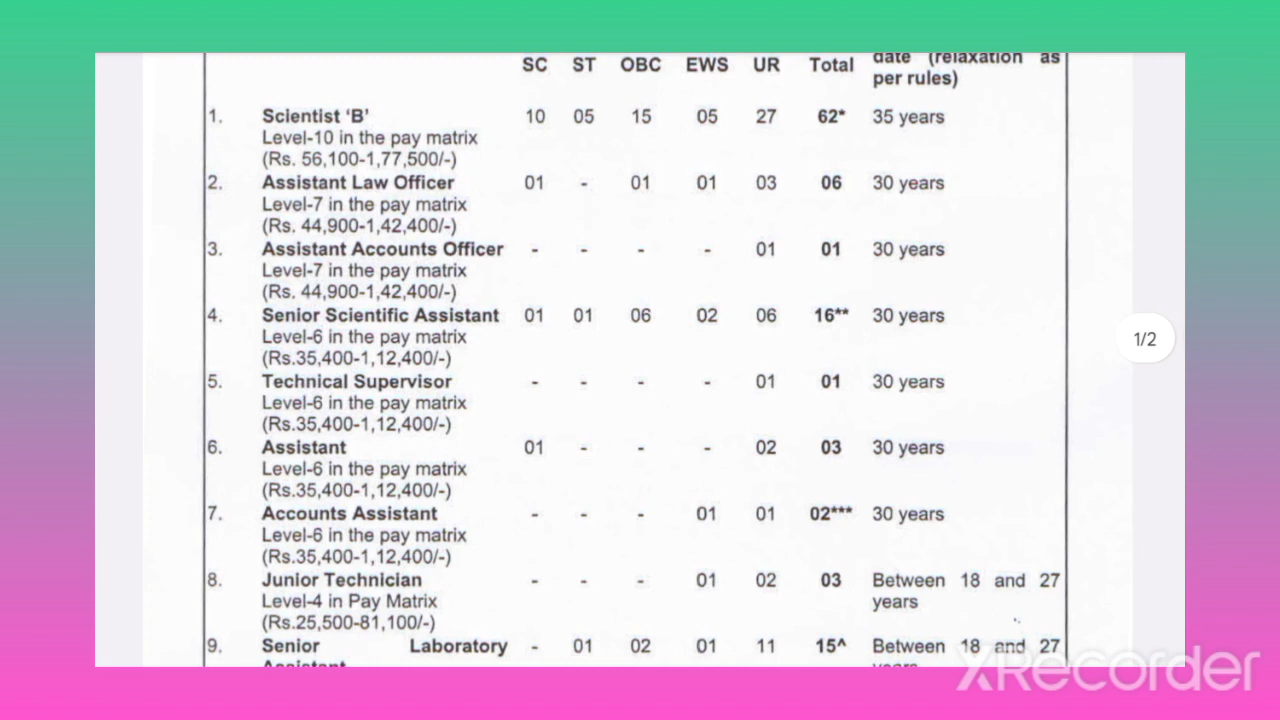 SC ST OBC EWS UR Total date (relaxation as
per rules)
1. Scientist ‘B’ 10 05 15 05 27 62* 35 years
Level-10 in the pay matrix
(Rs. 56,100-1,77,500/-)
2. Assistant Law Officer 01 - 01 01 03 06 30 years
Level-7 in the pay matrix
(Rs. 44,900-1,42,400/-)
3. Assistant Accounts Officer - - - - 01 01 30 years
Level-7 in the pay matrix
(Rs. 44,900-1,42,400/-)
4. Senior Scientific Assistant 01 01 06 02 06 16** 30 years
Level-6 in the pay matrix
(Rs.35,400-1,12,400/-)
5. Technical Supervisor - - - - 01 01 30 years
Level-6 in the pay matrix
(Rs.35,400-1,12,400/-)
6. Assistant 01 - - - 02 03 30 years
Level-6 in the pay matrix
(Rs.35,400-1,12,400/-)
7. Accounts Assistant - - - 01 01 02*** 30 years
Level-6 in the pay matrix
(Rs.35,400-1,12,400/-)
8. Junior Technician - - - 01 02 03 Between 18 and 27
years
Level-4 in Pay Matrix
(Rs.25,500-81,100/-)
9. Senior Laboratory - 01 02 01 11 15^ Between 18 and 27
Assistant years
1/2
XRecorder